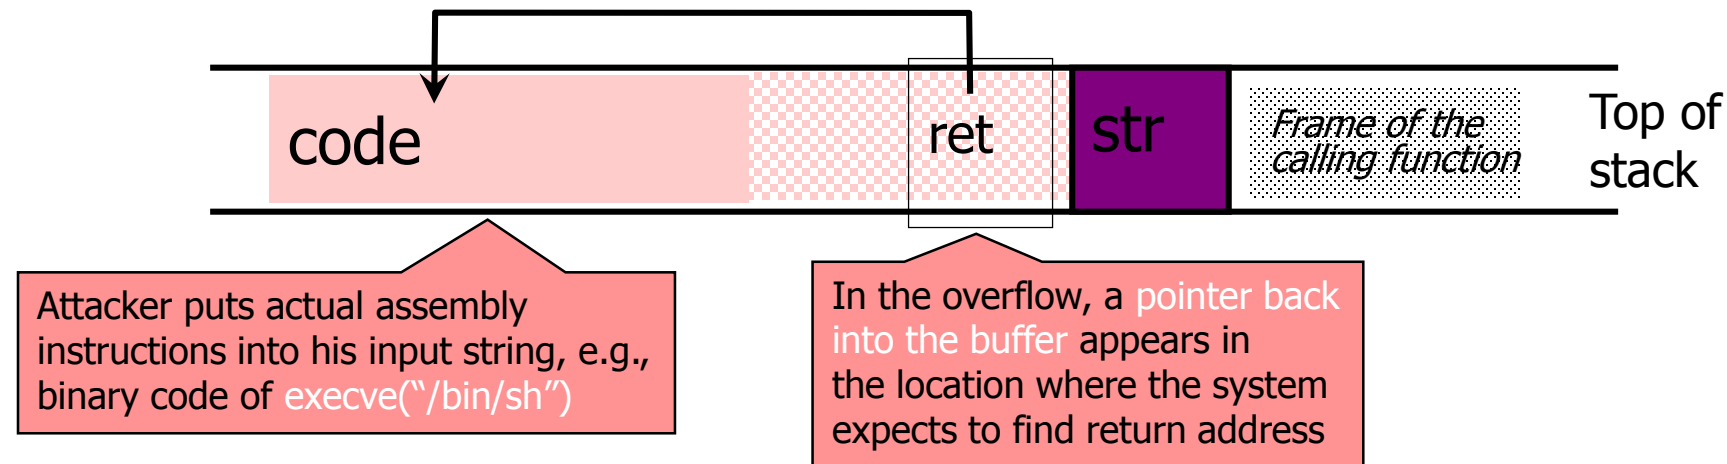 code
ret
str
Frame of the
calling function
Top of
stack
Attacker puts actual assembly
instructions into his input string, e.g.,
binary code of execve(“/bin/sh”)
In the overflow, a pointer back
into the buffer appears in
the location where the system
expects to find return address